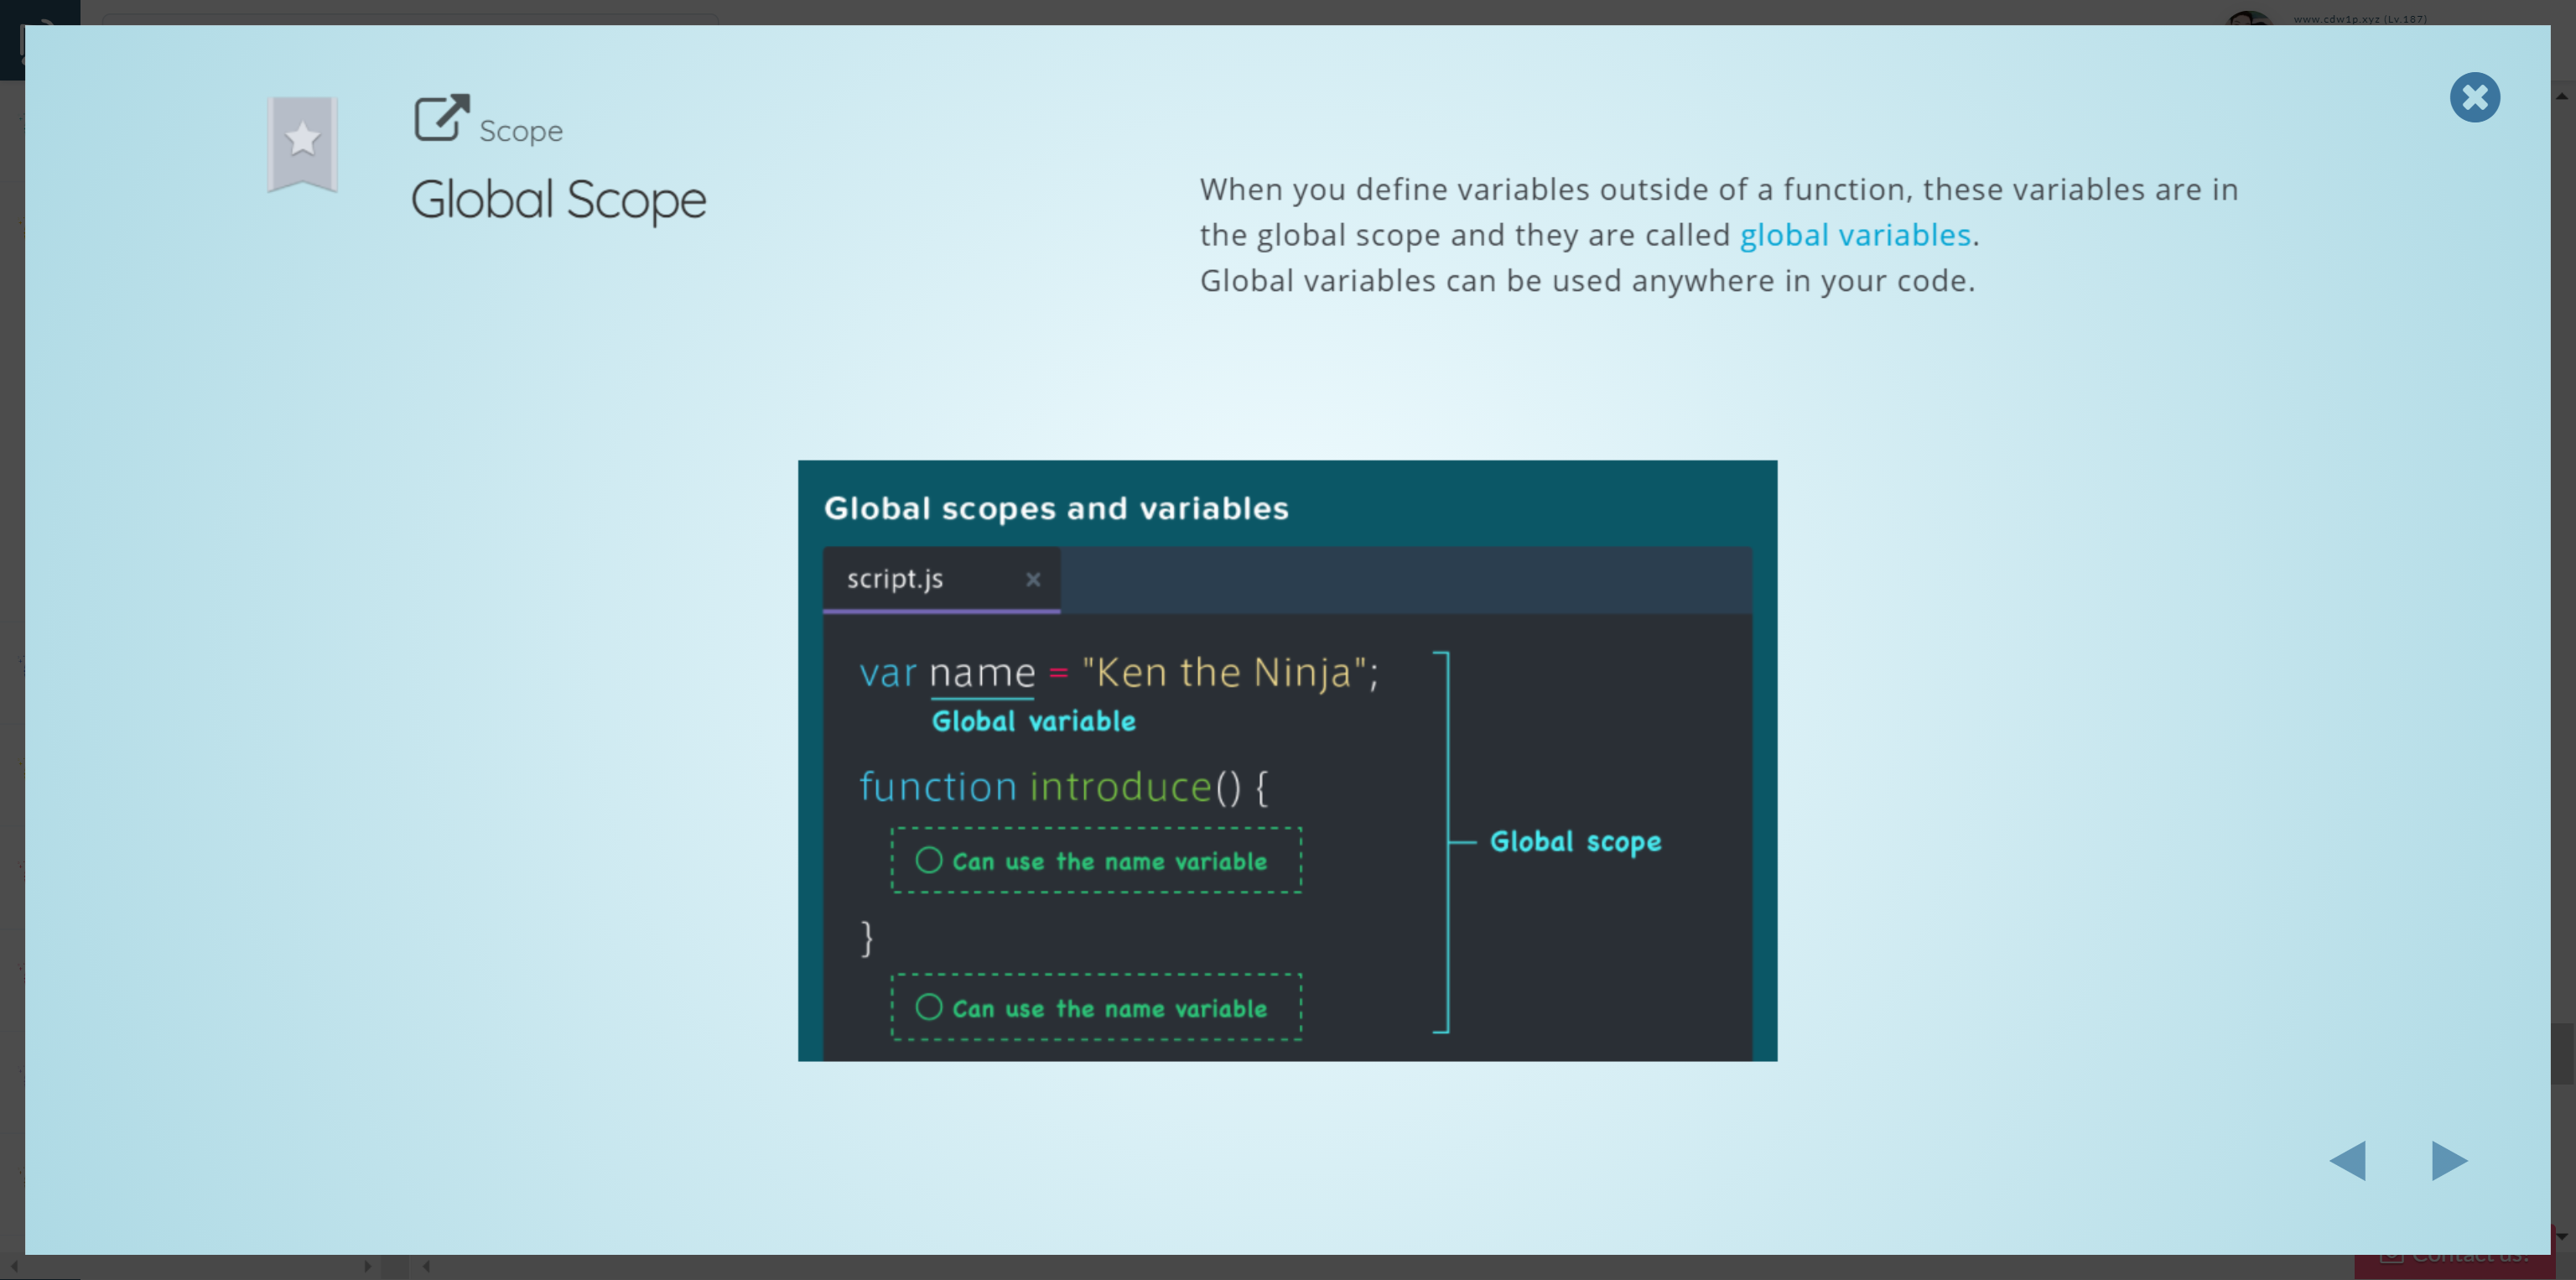 www.cdw1p.xyz (Lv.187)
Scope
Global Scope
When you define variables outside of a function, these variables are in
the global scope and they are called global variables.
Global variables can be used anywhere in your code.
Global scopes and variables
script.js
var name = "Ken the Ninja";
Global variable
function introduce() {
Can use the name variable
Global scope
}
Can use the name variable
Contact us!